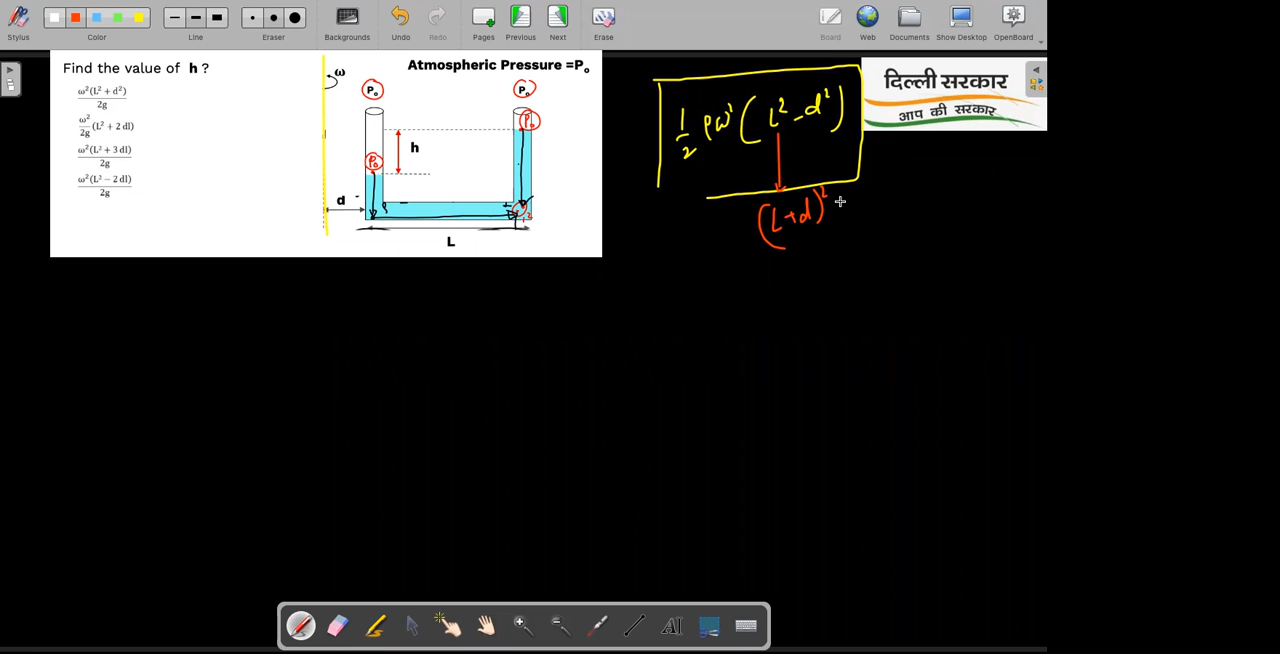 Stylus
Color
Line
Eraser
Backgrounds
Undo
Redo
Pages
Previous
Next
Erase
Board
Web
Documents
Show Desktop
OpenBoard
Find the value of h ?
ω²(L² + d²)/2g
ω²/2g (L² + 2 dl)
ω²(L² + 3 dl)/2g
ω²(L² − 2 dl)/2g
ω
Atmospheric Pressure =P₀
P₀
P₀
P₀
P₀
h
d
L
1/2 ρω² (L² - d²)
(L+d)²
दिल्ली सरकार
आप की सरकार
AI